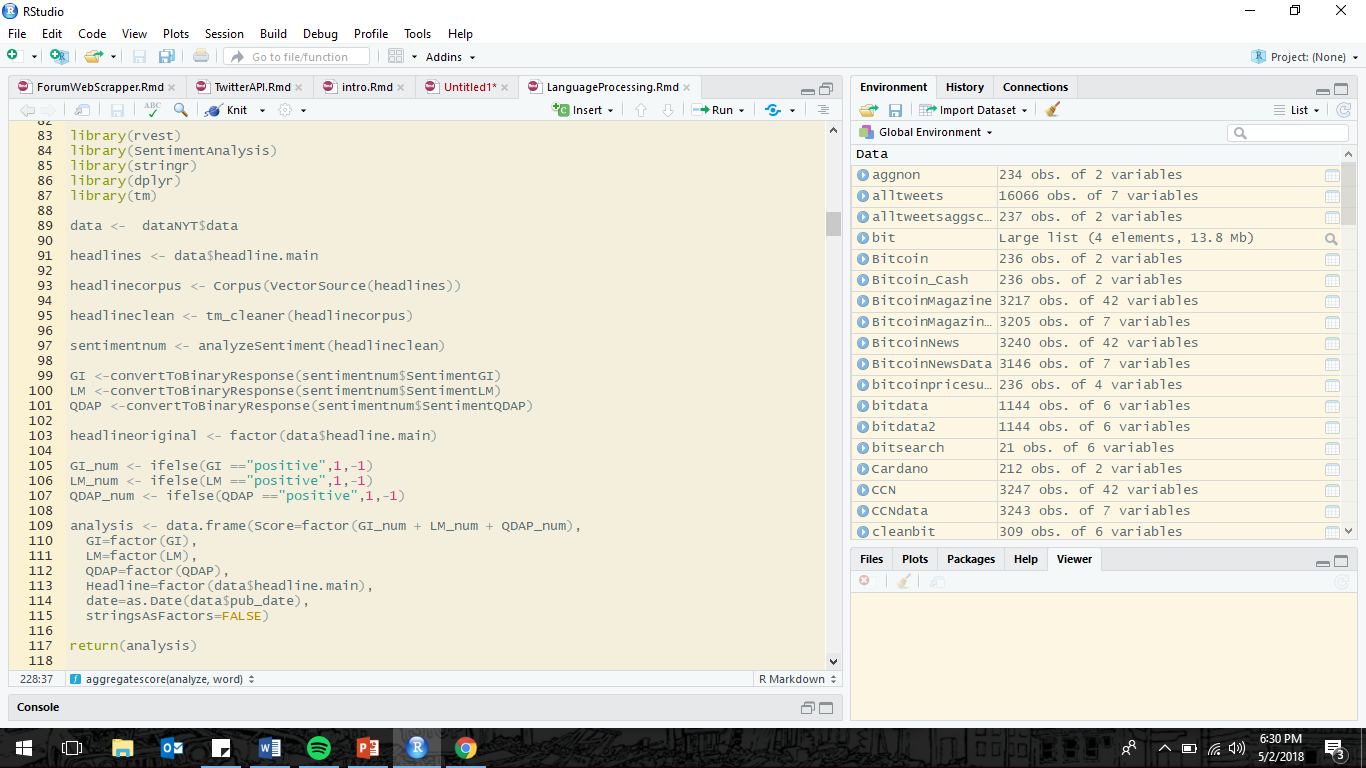 RStudio
File Edit Code View Plots Session Build Debug Profile Tools Help
Go to file/function Addins Project: (None)
ForumWebScrapper.Rmd TwitterAPI.Rmd intro.Rmd Untitled1* LanguageProcessing.Rmd
ABC Knit Insert Run
82
83 library(rvest)
84 library(SentimentAnalysis)
85 library(stringr)
86 library(dplyr)
87 library(tm)
88
89 data <-  dataNYT$data
90
91 headlines <- data$headline.main
92
93 headlinecorpus <- Corpus(VectorSource(headlines))
94
95 headlineclean <- tm_cleaner(headlinecorpus)
96
97 sentimentnum <- analyzeSentiment(headlineclean)
98
99 GI <-convertToBinaryResponse(sentimentnum$SentimentGI)
100 LM <-convertToBinaryResponse(sentimentnum$SentimentLM)
101 QDAP <-convertToBinaryResponse(sentimentnum$SentimentQDAP)
102
103 headlineoriginal <- factor(data$headline.main)
104
105 GI_num <- ifelse(GI =="positive",1,-1)
106 LM_num <- ifelse(LM =="positive",1,-1)
107 QDAP_num <- ifelse(QDAP =="positive",1,-1)
108
109 analysis <- data.frame(Score=factor(GI_num + LM_num + QDAP_num),
110   GI=factor(GI),
111   LM=factor(LM),
112   QDAP=factor(QDAP),
113   Headline=factor(data$headline.main),
114   date=as.Date(data$pub_date),
115   stringsAsFactors=FALSE)
116
117 return(analysis)
118
228:37 aggregatescore(analyze, word) R Markdown
Console
Environment History Connections
Import Dataset List
Global Environment
Data
aggnon 234 obs. of 2 variables
alltweets 16066 obs. of 7 variables
alltweetsaggsc… 237 obs. of 2 variables
bit Large list (4 elements, 13.8 Mb)
Bitcoin 236 obs. of 2 variables
Bitcoin_Cash 236 obs. of 2 variables
BitcoinMagazine 3217 obs. of 42 variables
BitcoinMagazin… 3205 obs. of 7 variables
BitcoinNews 3240 obs. of 42 variables
BitcoinNewsData 3146 obs. of 7 variables
bitcoinpricesu… 236 obs. of 4 variables
bitdata 1144 obs. of 6 variables
bitdata2 1144 obs. of 6 variables
bitsearch 21 obs. of 6 variables
Cardano 212 obs. of 2 variables
CCN 3247 obs. of 42 variables
CCNdata 3243 obs. of 7 variables
cleanbit 309 obs. of 6 variables
Files Plots Packages Help Viewer
6:30 PM
5/2/2018
3